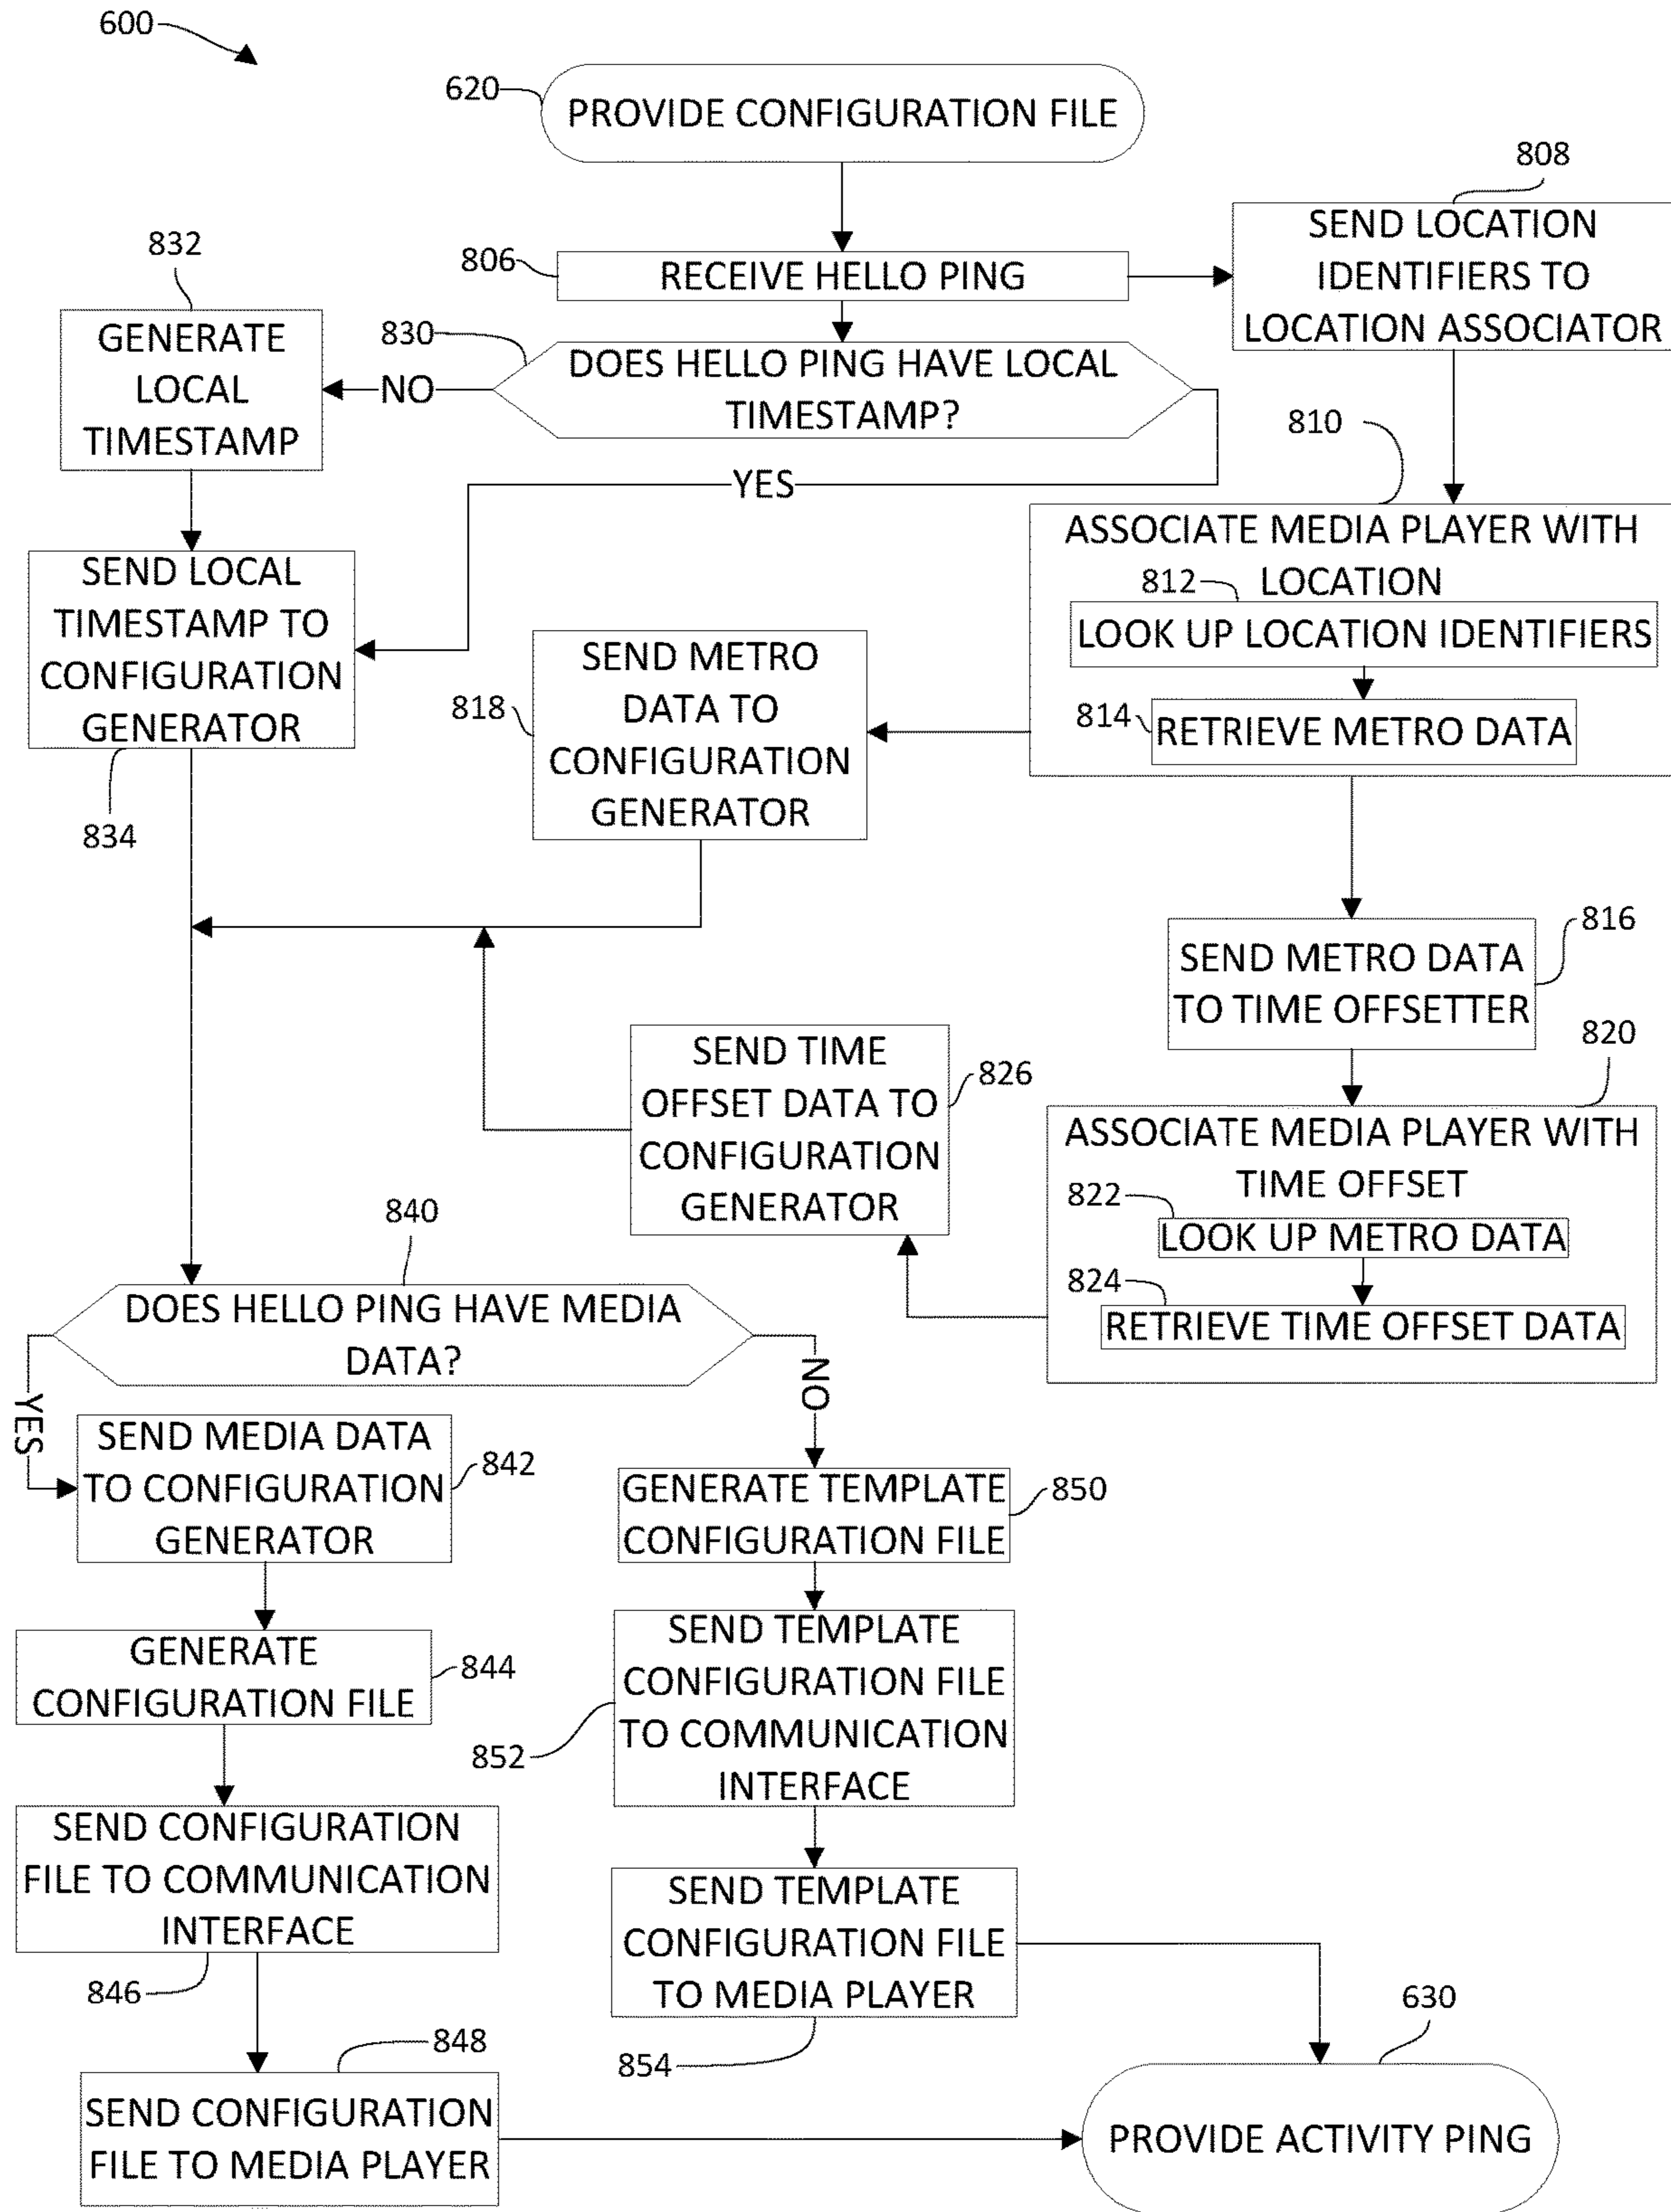 600
620
PROVIDE CONFIGURATION FILE
808
SEND LOCATION
IDENTIFIERS TO
LOCATION ASSOCIATOR
806
RECEIVE HELLO PING
832
GENERATE
LOCAL
TIMESTAMP
830
DOES HELLO PING HAVE LOCAL
TIMESTAMP?
NO
YES
810
ASSOCIATE MEDIA PLAYER WITH
LOCATION
812
LOOK UP LOCATION IDENTIFIERS
814
RETRIEVE METRO DATA
SEND LOCAL
TIMESTAMP TO
CONFIGURATION
GENERATOR
834
SEND METRO
DATA TO
CONFIGURATION
GENERATOR
818
816
SEND METRO DATA
TO TIME OFFSETTER
820
ASSOCIATE MEDIA PLAYER WITH
TIME OFFSET
822
LOOK UP METRO DATA
824
RETRIEVE TIME OFFSET DATA
SEND TIME
OFFSET DATA TO
CONFIGURATION
GENERATOR
826
840
DOES HELLO PING HAVE MEDIA
DATA?
YES
NO
SEND MEDIA DATA
TO CONFIGURATION
GENERATOR
842
GENERATE
CONFIGURATION FILE
844
SEND CONFIGURATION
FILE TO COMMUNICATION
INTERFACE
846
848
SEND CONFIGURATION
FILE TO MEDIA PLAYER
GENERATE TEMPLATE
CONFIGURATION FILE
850
SEND TEMPLATE
CONFIGURATION FILE
TO COMMUNICATION
INTERFACE
852
SEND TEMPLATE
CONFIGURATION FILE
TO MEDIA PLAYER
854
630
PROVIDE ACTIVITY PING